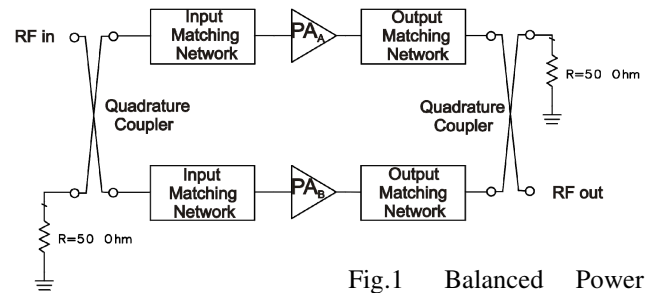 Input
Matching
Network
PA_A
Output
Matching
Network
RF in
R=50 Ohm
Quadrature
Coupler
Quadrature
Coupler
Input
Matching
Network
PA_B
Output
Matching
Network
RF out
R=50 Ohm
Fig.1 Balanced Power